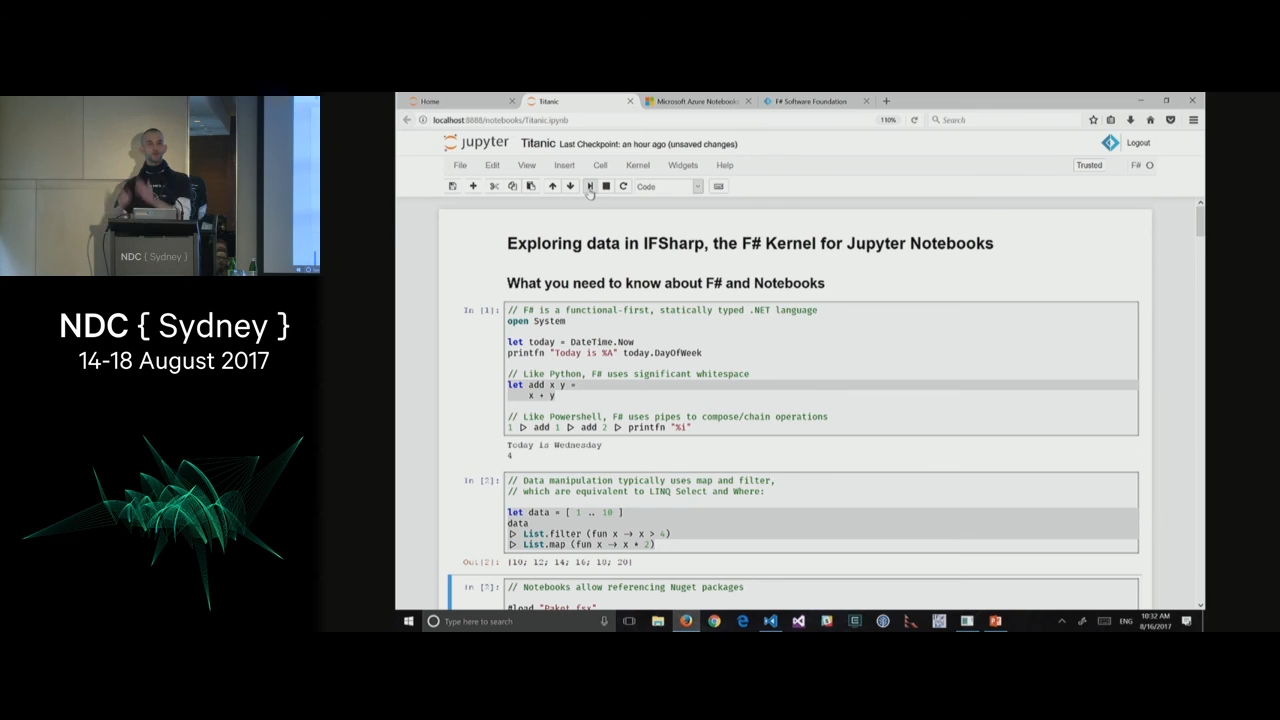 Home
Titanic
Microsoft Azure Notebooks
F# Software Foundation
localhost:8888/notebooks/Titanic.ipynb
110%
Search
jupyter Titanic Last Checkpoint: an hour ago (unsaved changes)
Logout
File Edit View Insert Cell Kernel Widgets Help
Trusted
F#
Code
Exploring data in IFSharp, the F# Kernel for Jupyter Notebooks
What you need to know about F# and Notebooks
In [1]:
// F# is a functional-first, statically typed .NET language
open System
let today = DateTime.Now
printfn "Today is %A" today.DayOfWeek
// Like Python, F# uses significant whitespace
let add x y =
x + y
// Like Powershell, F# uses pipes to compose/chain operations
1 ▷ add 1 ▷ add 2 ▷ printfn "%i"
Today is Wednesday
4
In [2]:
// Data manipulation typically uses map and filter,
// which are equivalent to LINQ Select and Where:
let data = [ 1 .. 10 ]
data
▷ List.filter (fun x → x > 4)
▷ List.map (fun x → x * 2)
Out[2]: [10; 12; 14; 16; 18; 20]
// Notebooks allow referencing Nuget packages
#load "Paket.fsx"
Type here to search
ENG
10:32 AM
8/16/2017
NDC { Sydney }
NDC { Sydney }
14-18 August 2017